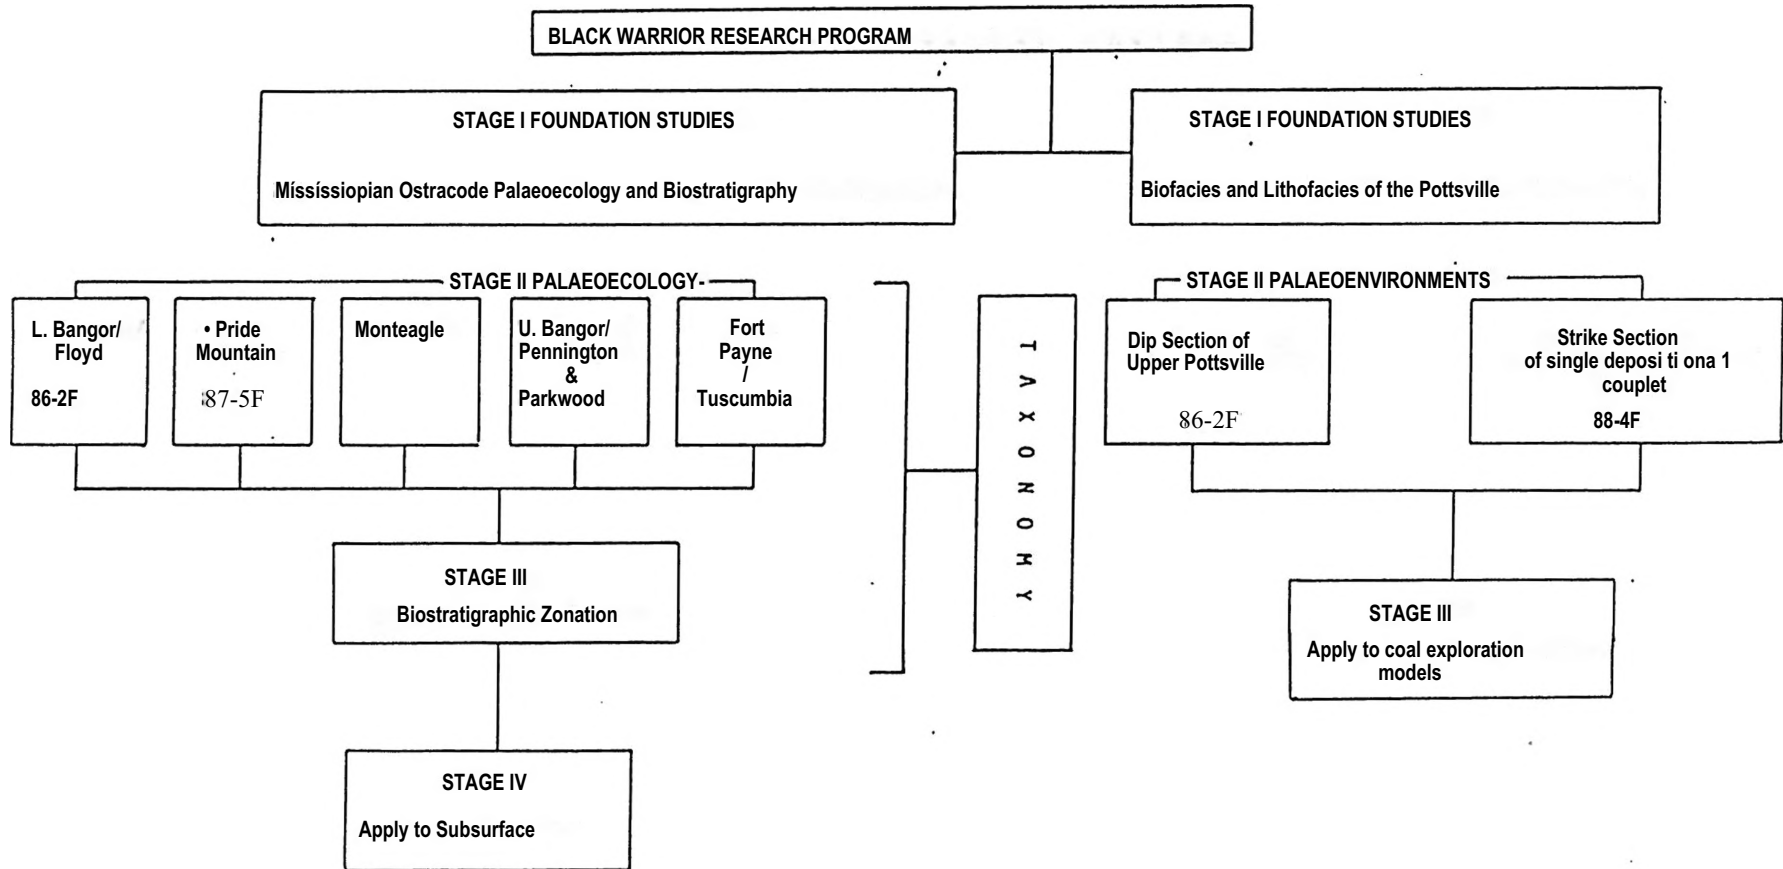 BLACK WARRIOR RESEARCH PROGRAM
STAGE I FOUNDATION STUDIES
Míssíssiopian Ostracode Palaeoecology and Biostratigraphy
STAGE I FOUNDATION STUDIES
Biofacies and Lithofacies of the Pottsville
STAGE II PALAEOECOLOGY-
L. Bangor/
Floyd
86-2F
• Pride
Mountain
87-5F
Monteagle
U. Bangor/
Pennington
&
Parkwood
Fort
Payne
/
Tuscumbia
STAGE III
Biostratigraphic Zonation
STAGE IV
Apply to Subsurface
TAXONOMY
STAGE II PALAEOENVIRONMENTS
Dip Section of
Upper Pottsville
86-2F
Strike Section
of single deposi ti ona 1
couplet
88-4F
STAGE III
Apply to coal exploration
models